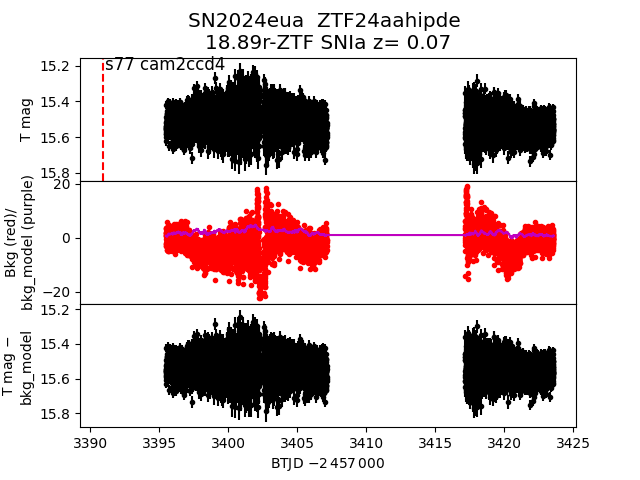 SN2024eua  ZTF24aahipde
18.89r-ZTF SNIa z= 0.07
s77 cam2ccd4
T mag
15.2
15.4
15.6
15.8
Bkg (red)/
bkg_model (purple)
20
0
−20
T mag −
bkg_model
15.2
15.4
15.6
15.8
3390 3395 3400 3405 3410 3415 3420 3425
BTJD −2 457 000